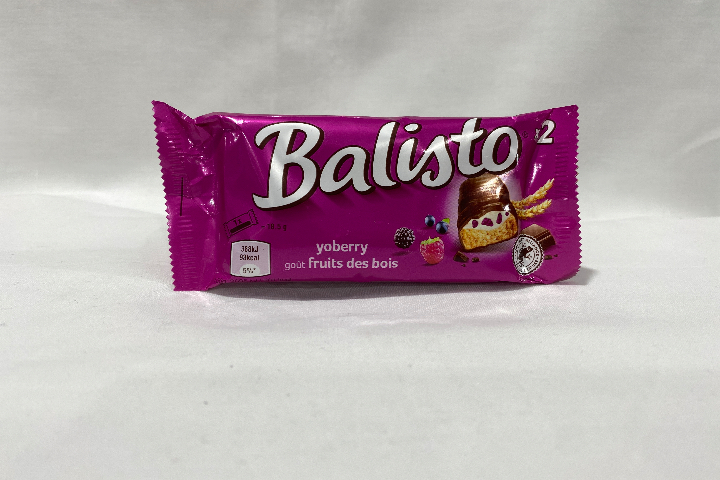 Balisto
x2
388kJ
93kcal
5%*
yoberry
goût fruits des bois